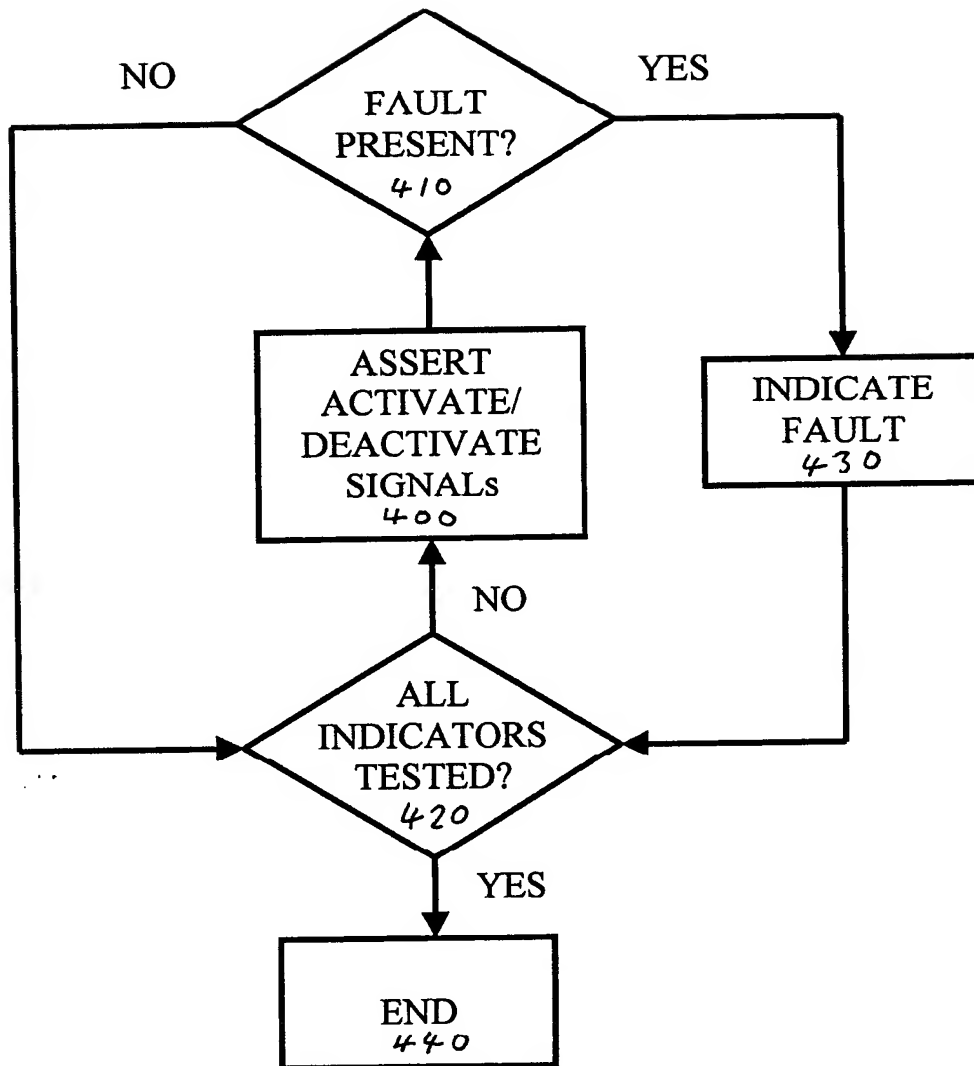 NO
YES
FAULT
PRESENT?
410
ASSERT
ACTIVATE/
DEACTIVATE
SIGNALs
400
INDICATE
FAULT
430
NO
ALL
INDICATORS
TESTED?
420
YES
END
440